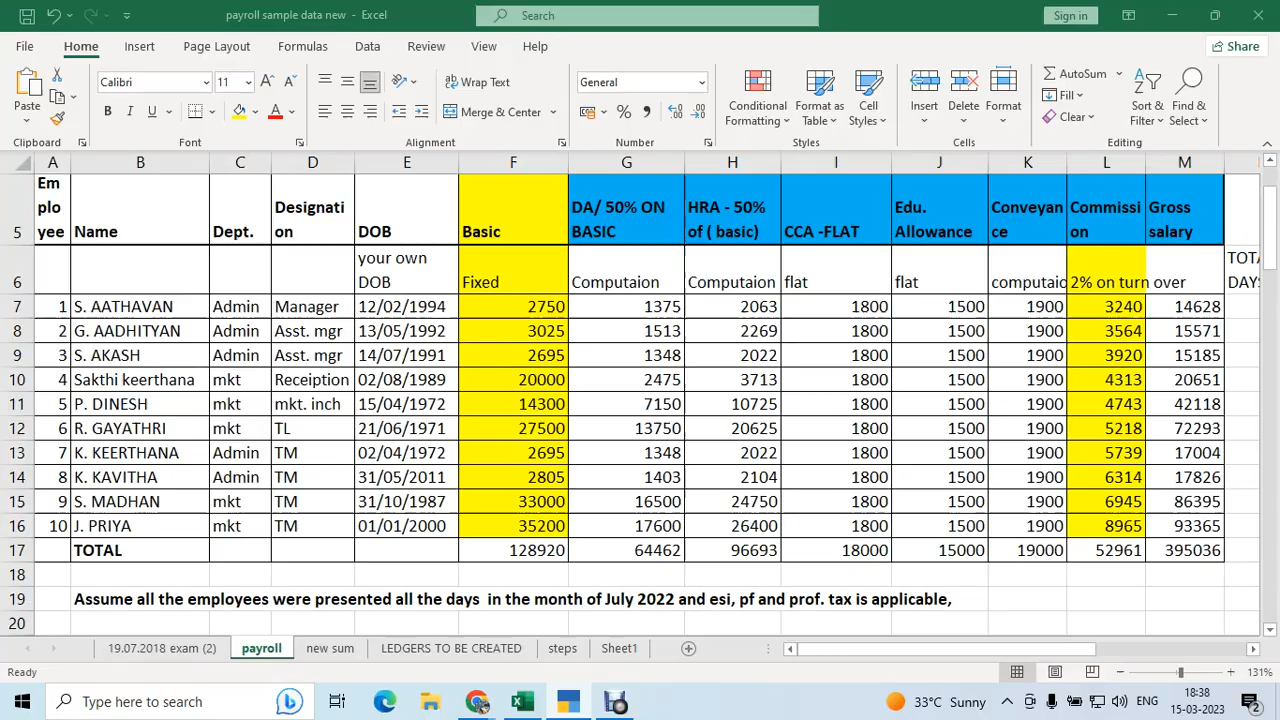 payroll sample data new - Excel
Search
Sign in
File Home Insert Page Layout Formulas Data Review View Help
Share
Paste
Calibri 11
B I U
Wrap Text
Merge & Center
General
Conditional Formatting
Format as Table
Cell Styles
Insert Delete Format
AutoSum
Fill
Clear
Sort & Filter
Find & Select
Clipboard Font Alignment Number Styles Cells Editing
A B C D E F G H I J K L M
5 Employee Name Dept. Designation DOB Basic DA/ 50% ON BASIC HRA - 50% of ( basic) CCA -FLAT Edu. Allowance Conveyance Commission Gross salary
6 your own DOB Fixed Computaion Computaion flat flat computaio 2% on turn over
7 1 S. AATHAVAN Admin Manager 12/02/1994 2750 1375 2063 1800 1500 1900 3240 14628
8 2 G. AADHITYAN Admin Asst. mgr 13/05/1992 3025 1513 2269 1800 1500 1900 3564 15571
9 3 S. AKASH Admin Asst. mgr 14/07/1991 2695 1348 2022 1800 1500 1900 3920 15185
10 4 Sakthi keerthana mkt Receiption 02/08/1989 20000 2475 3713 1800 1500 1900 4313 20651
11 5 P. DINESH mkt mkt. inch 15/04/1972 14300 7150 10725 1800 1500 1900 4743 42118
12 6 R. GAYATHRI mkt TL 21/06/1971 27500 13750 20625 1800 1500 1900 5218 72293
13 7 K. KEERTHANA Admin TM 02/04/1972 2695 1348 2022 1800 1500 1900 5739 17004
14 8 K. KAVITHA Admin TM 31/05/2011 2805 1403 2104 1800 1500 1900 6314 17826
15 9 S. MADHAN mkt TM 31/10/1987 33000 16500 24750 1800 1500 1900 6945 86395
16 10 J. PRIYA mkt TM 01/01/2000 35200 17600 26400 1800 1500 1900 8965 93365
17 TOTAL 128920 64462 96693 18000 15000 19000 52961 395036
18
19 Assume all the employees were presented all the days in the month of July 2022 and esi, pf and prof. tax is applicable,
20
19.07.2018 exam (2) payroll new sum LEDGERS TO BE CREATED steps Sheet1
Ready
131%
Type here to search
33°C Sunny
ENG
18:38
15-03-2023
2